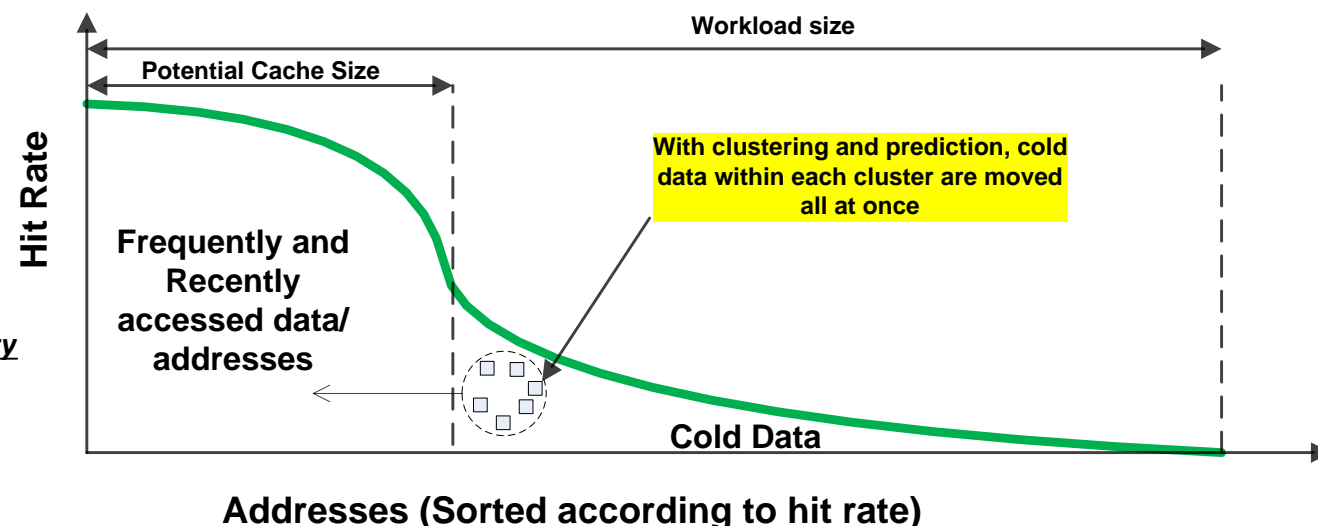 Workload size
Potential Cache Size
Hit Rate
With clustering and prediction, cold
data within each cluster are moved
all at once
Frequently and
Recently
accessed data/
addresses
Cold Data
Addresses (Sorted according to hit rate)